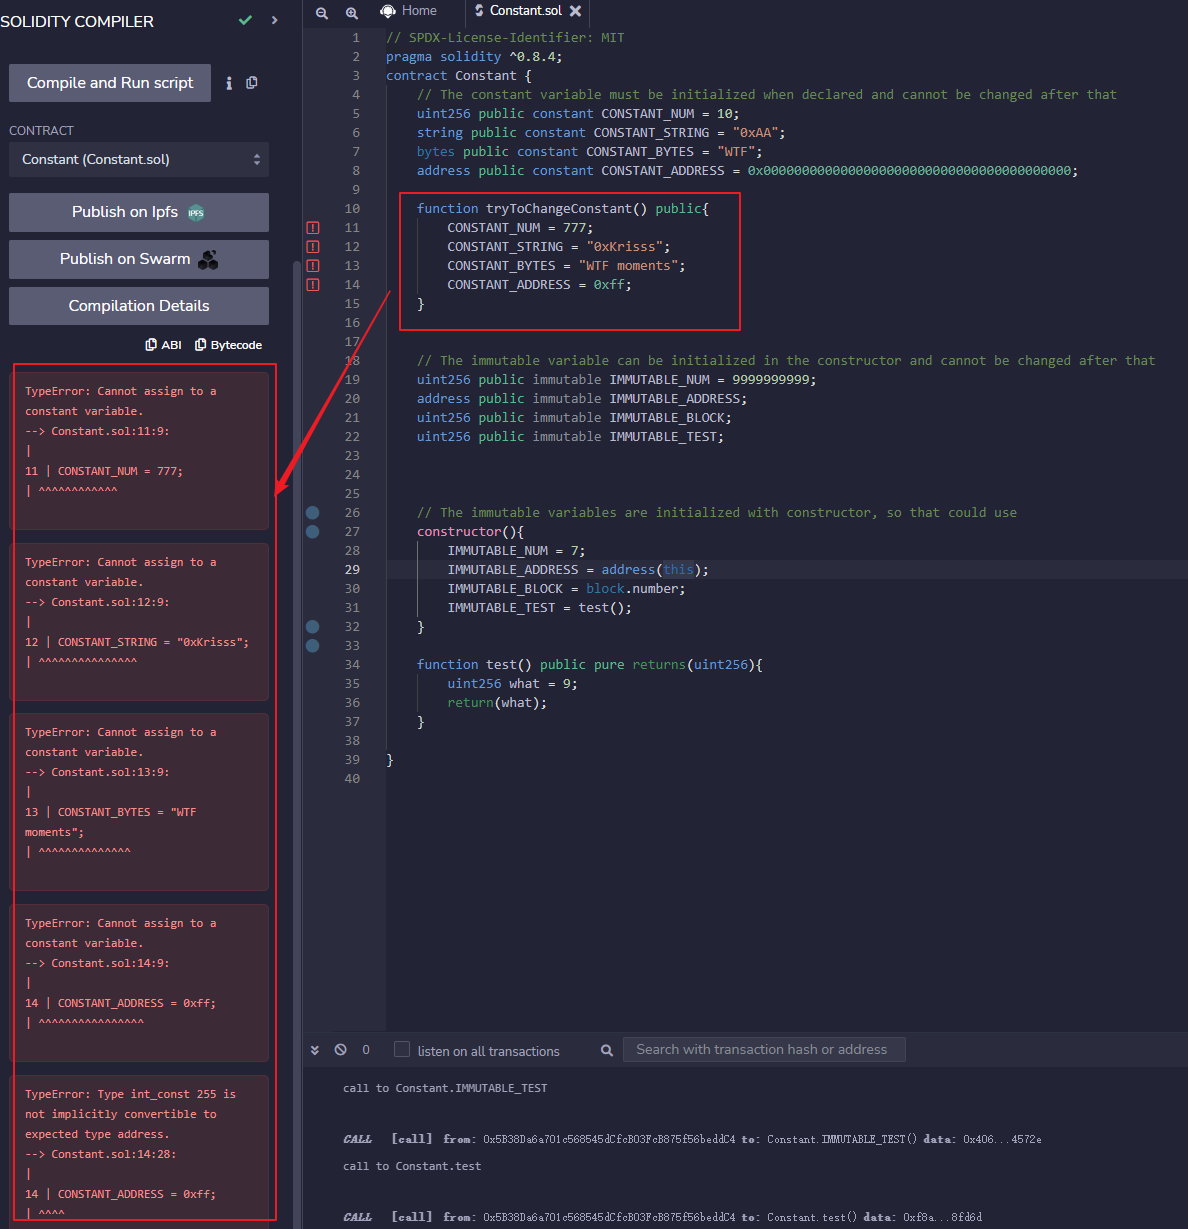 SOLIDITY COMPILER
Compile and Run script
CONTRACT
Constant (Constant.sol)
Publish on Ipfs
IPFS
Publish on Swarm
Compilation Details
ABI Bytecode
TypeError: Cannot assign to a
constant variable.
--> Constant.sol:11:9:
|
11 | CONSTANT_NUM = 777;
| ^^^^^^^^^^^^
TypeError: Cannot assign to a
constant variable.
--> Constant.sol:12:9:
|
12 | CONSTANT_STRING = "0xKrisss";
| ^^^^^^^^^^^^^^^
TypeError: Cannot assign to a
constant variable.
--> Constant.sol:13:9:
|
13 | CONSTANT_BYTES = "WTF
moments";
| ^^^^^^^^^^^^^^
TypeError: Cannot assign to a
constant variable.
--> Constant.sol:14:9:
|
14 | CONSTANT_ADDRESS = 0xff;
| ^^^^^^^^^^^^^^^^
TypeError: Type int_const 255 is
not implicitly convertible to
expected type address.
--> Constant.sol:14:28:
|
14 | CONSTANT_ADDRESS = 0xff;
| ^^^^
Home Constant.sol
1 // SPDX-License-Identifier: MIT
2 pragma solidity ^0.8.4;
3 contract Constant {
4 // The constant variable must be initialized when declared and cannot be changed after that
5 uint256 public constant CONSTANT_NUM = 10;
6 string public constant CONSTANT_STRING = "0xAA";
7 bytes public constant CONSTANT_BYTES = "WTF";
8 address public constant CONSTANT_ADDRESS = 0x0000000000000000000000000000000000000000;
9
10 function tryToChangeConstant() public{
11 CONSTANT_NUM = 777;
12 CONSTANT_STRING = "0xKrisss";
13 CONSTANT_BYTES = "WTF moments";
14 CONSTANT_ADDRESS = 0xff;
15 }
16
17
18 // The immutable variable can be initialized in the constructor and cannot be changed after that
19 uint256 public immutable IMMUTABLE_NUM = 9999999999;
20 address public immutable IMMUTABLE_ADDRESS;
21 uint256 public immutable IMMUTABLE_BLOCK;
22 uint256 public immutable IMMUTABLE_TEST;
23
24
25
26 // The immutable variables are initialized with constructor, so that could use
27 constructor(){
28 IMMUTABLE_NUM = 7;
29 IMMUTABLE_ADDRESS = address(this);
30 IMMUTABLE_BLOCK = block.number;
31 IMMUTABLE_TEST = test();
32 }
33
34 function test() public pure returns(uint256){
35 uint256 what = 9;
36 return(what);
37 }
38
39 }
40
0 listen on all transactions Search with transaction hash or address
call to Constant.IMMUTABLE_TEST
CALL [call] from: 0x5B38Da6a701c568545dCfcB03FcB875f56beddC4 to: Constant.IMMUTABLE_TEST() data: 0x406...4572e
call to Constant.test
CALL [call] from: 0x5B38Da6a701c568545dCfcB03FcB875f56beddC4 to: Constant.test() data: 0xf8a...8fd6d